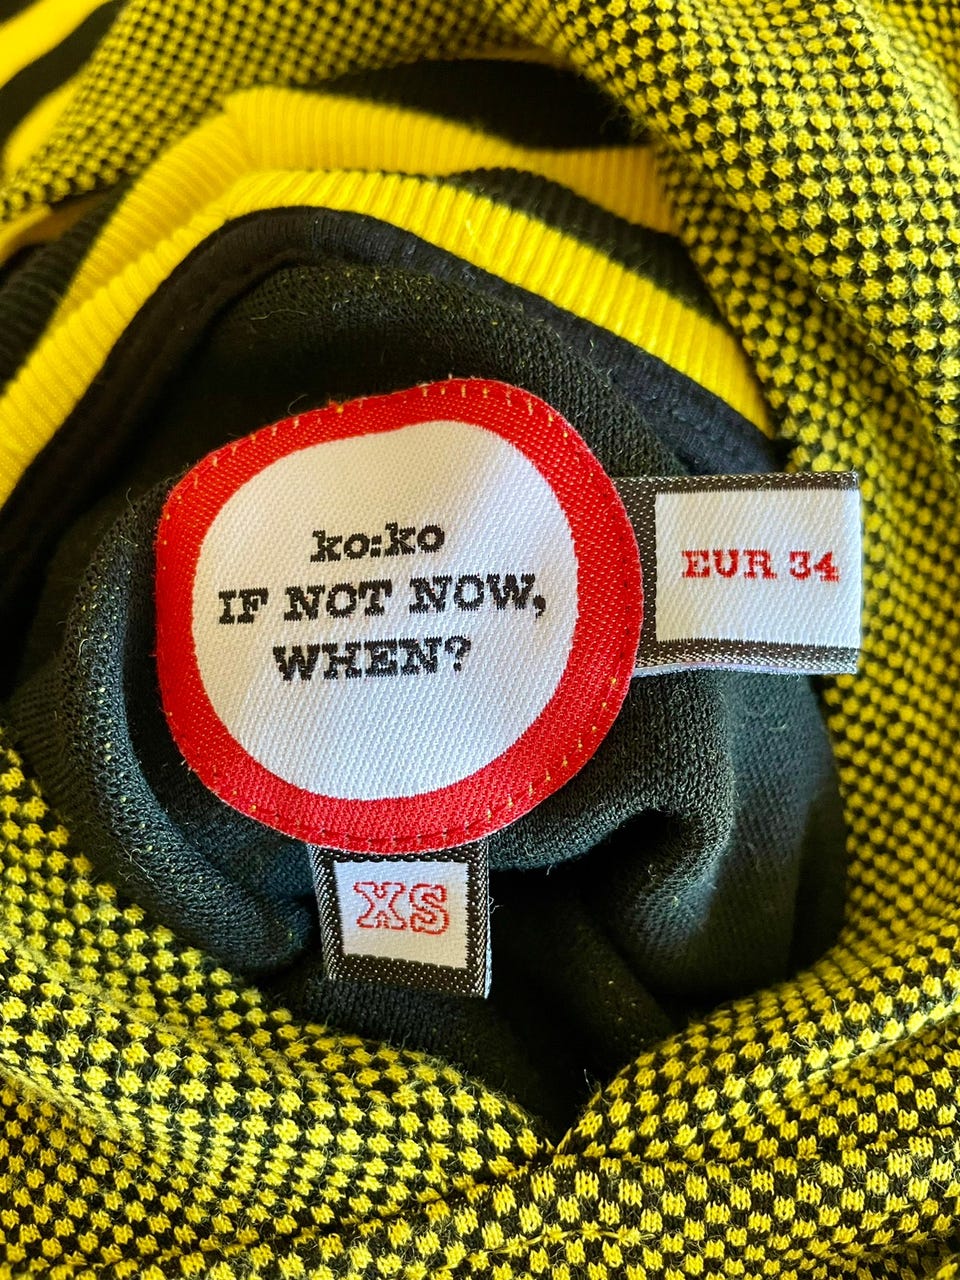 ko:ko
IF NOT NOW,
WHEN?
EUR 34
XS